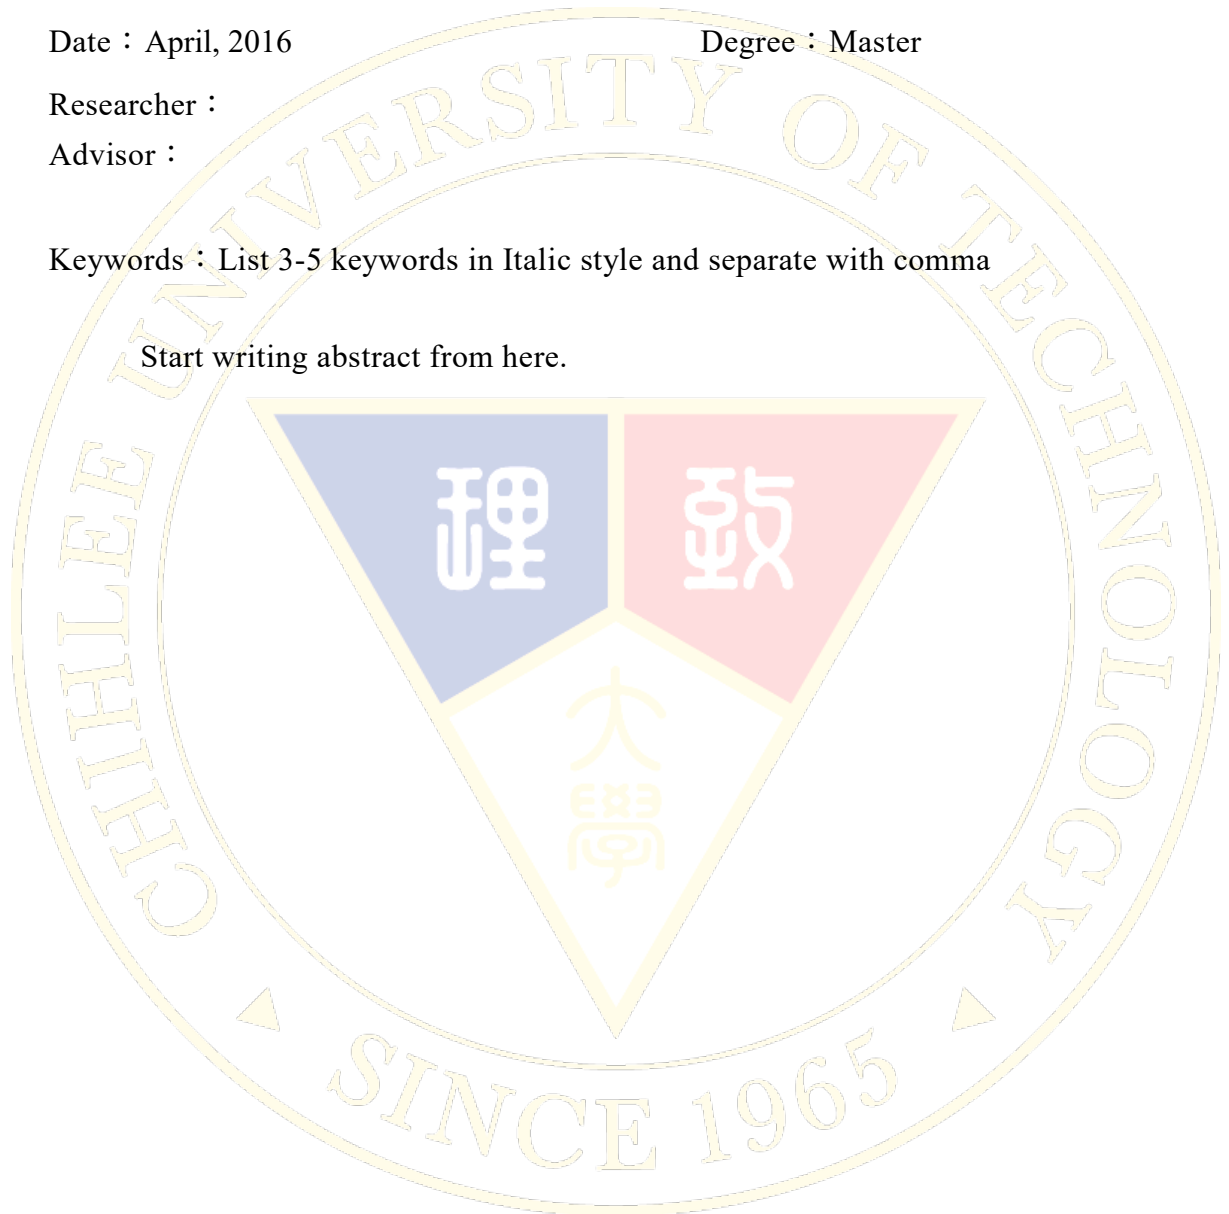 Date：April, 2016 Degree：Master
Researcher：
Advisor：
Keywords：List 3-5 keywords in Italic style and separate with comma
Start writing abstract from here.
CHIHLEE UNIVERSITY OF TECHNOLOGY
理 致
大
學
SINCE 1965